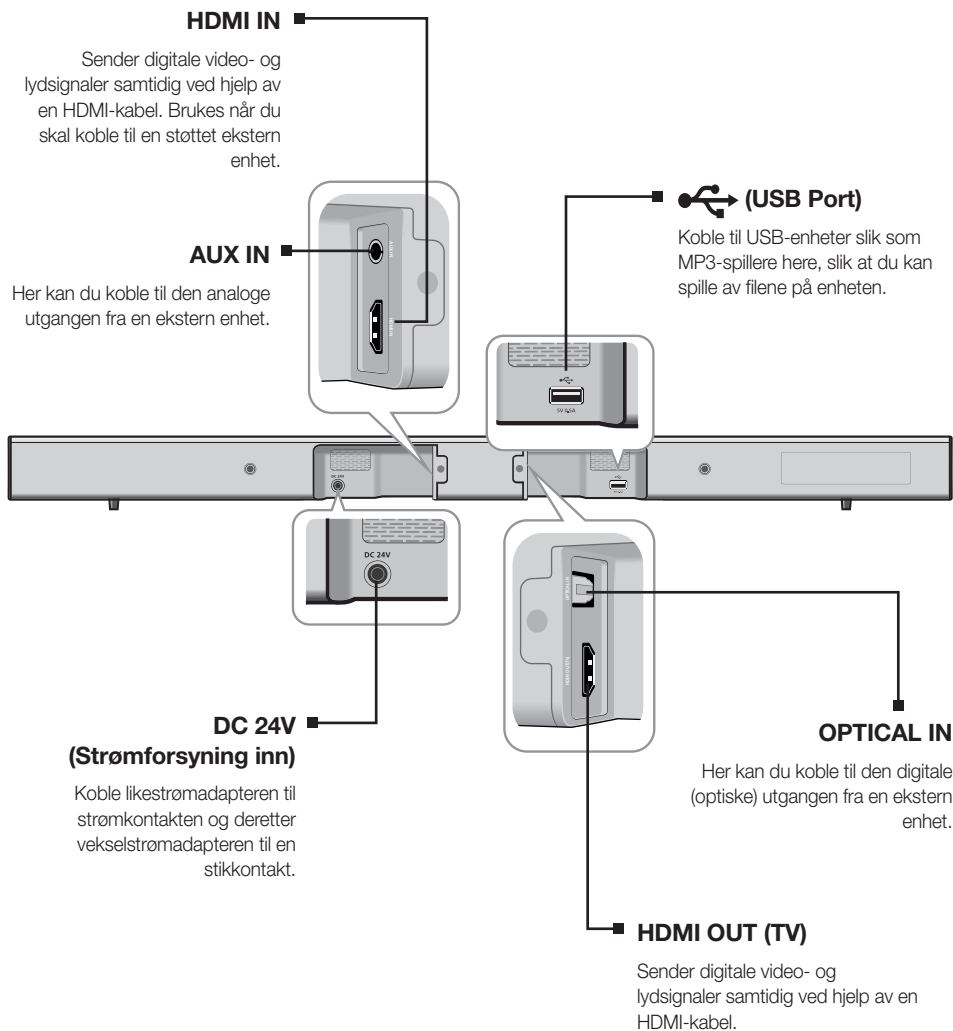 HDMI IN
Sender digitale video- og
lydsignaler samtidig ved hjelp av
en HDMI-kabel. Brukes når du
skal koble til en støttet ekstern
enhet.
(USB Port)
Koble til USB-enheter slik som
MP3-spillere here, slik at du kan
spille av filene på enheten.
AUX IN
Her kan du koble til den analoge
utgangen fra en ekstern enhet.
5V 0.5A
DC 24V
DC 24V
DC 24V
(Strømforsyning inn)
Koble likestrømadapteren til
strømkontakten og deretter
vekselstrømadapteren til en
stikkontakt.
OPTICAL IN
Her kan du koble til den digitale
(optiske) utgangen fra en ekstern
enhet.
HDMI OUT (TV)
Sender digitale video- og
lydsignaler samtidig ved hjelp av en
HDMI-kabel.